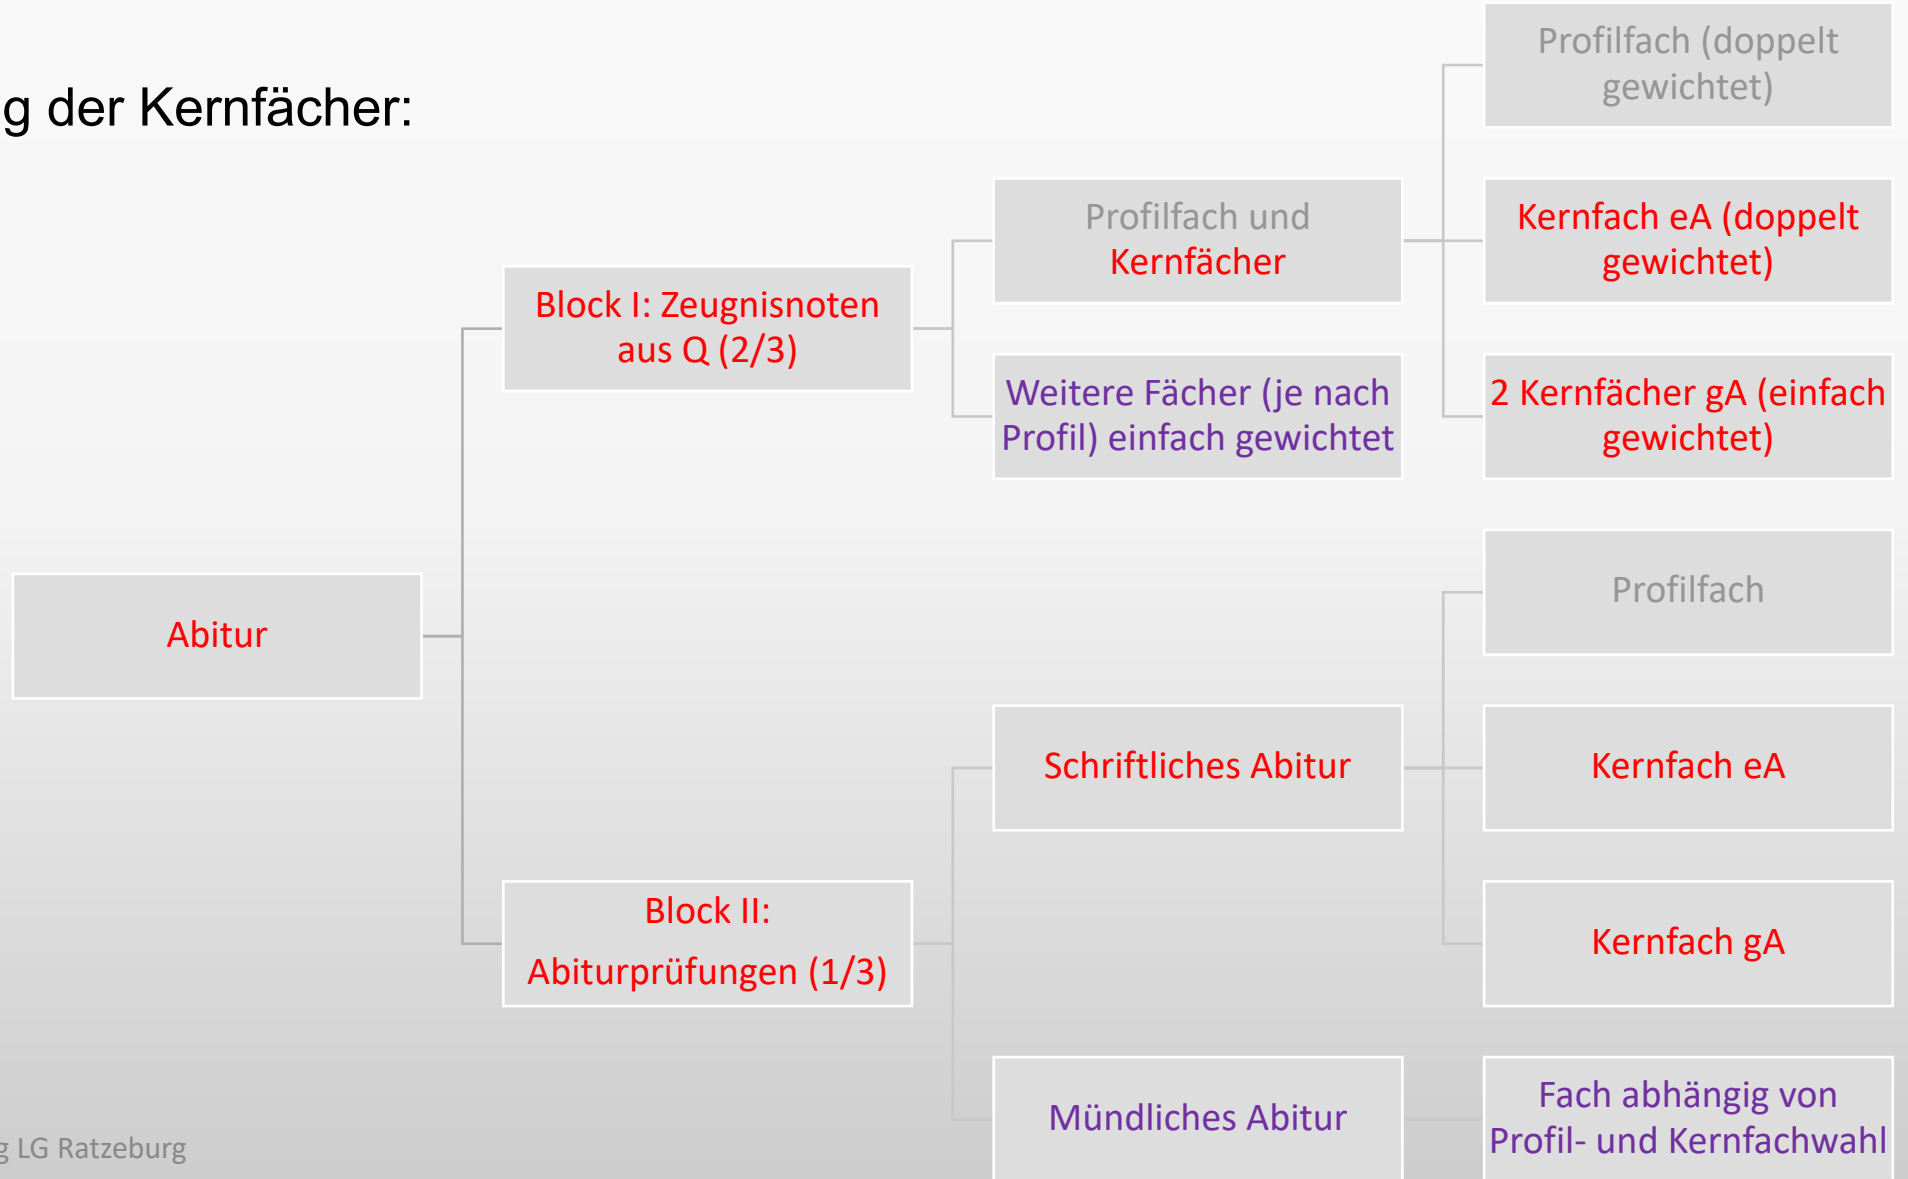 g der Kernfächer:
Abitur
Block I: Zeugnisnoten
aus Q (2/3)
Profilfach und
Kernfächer
Profilfach (doppelt
gewichtet)
Kernfach eA (doppelt
gewichtet)
2 Kernfächer gA (einfach
gewichtet)
Weitere Fächer (je nach
Profil) einfach gewichtet
Block II:
Abiturprüfungen (1/3)
Schriftliches Abitur
Profilfach
Kernfach eA
Kernfach gA
Mündliches Abitur
Fach abhängig von
Profil- und Kernfachwahl
g LG Ratzeburg